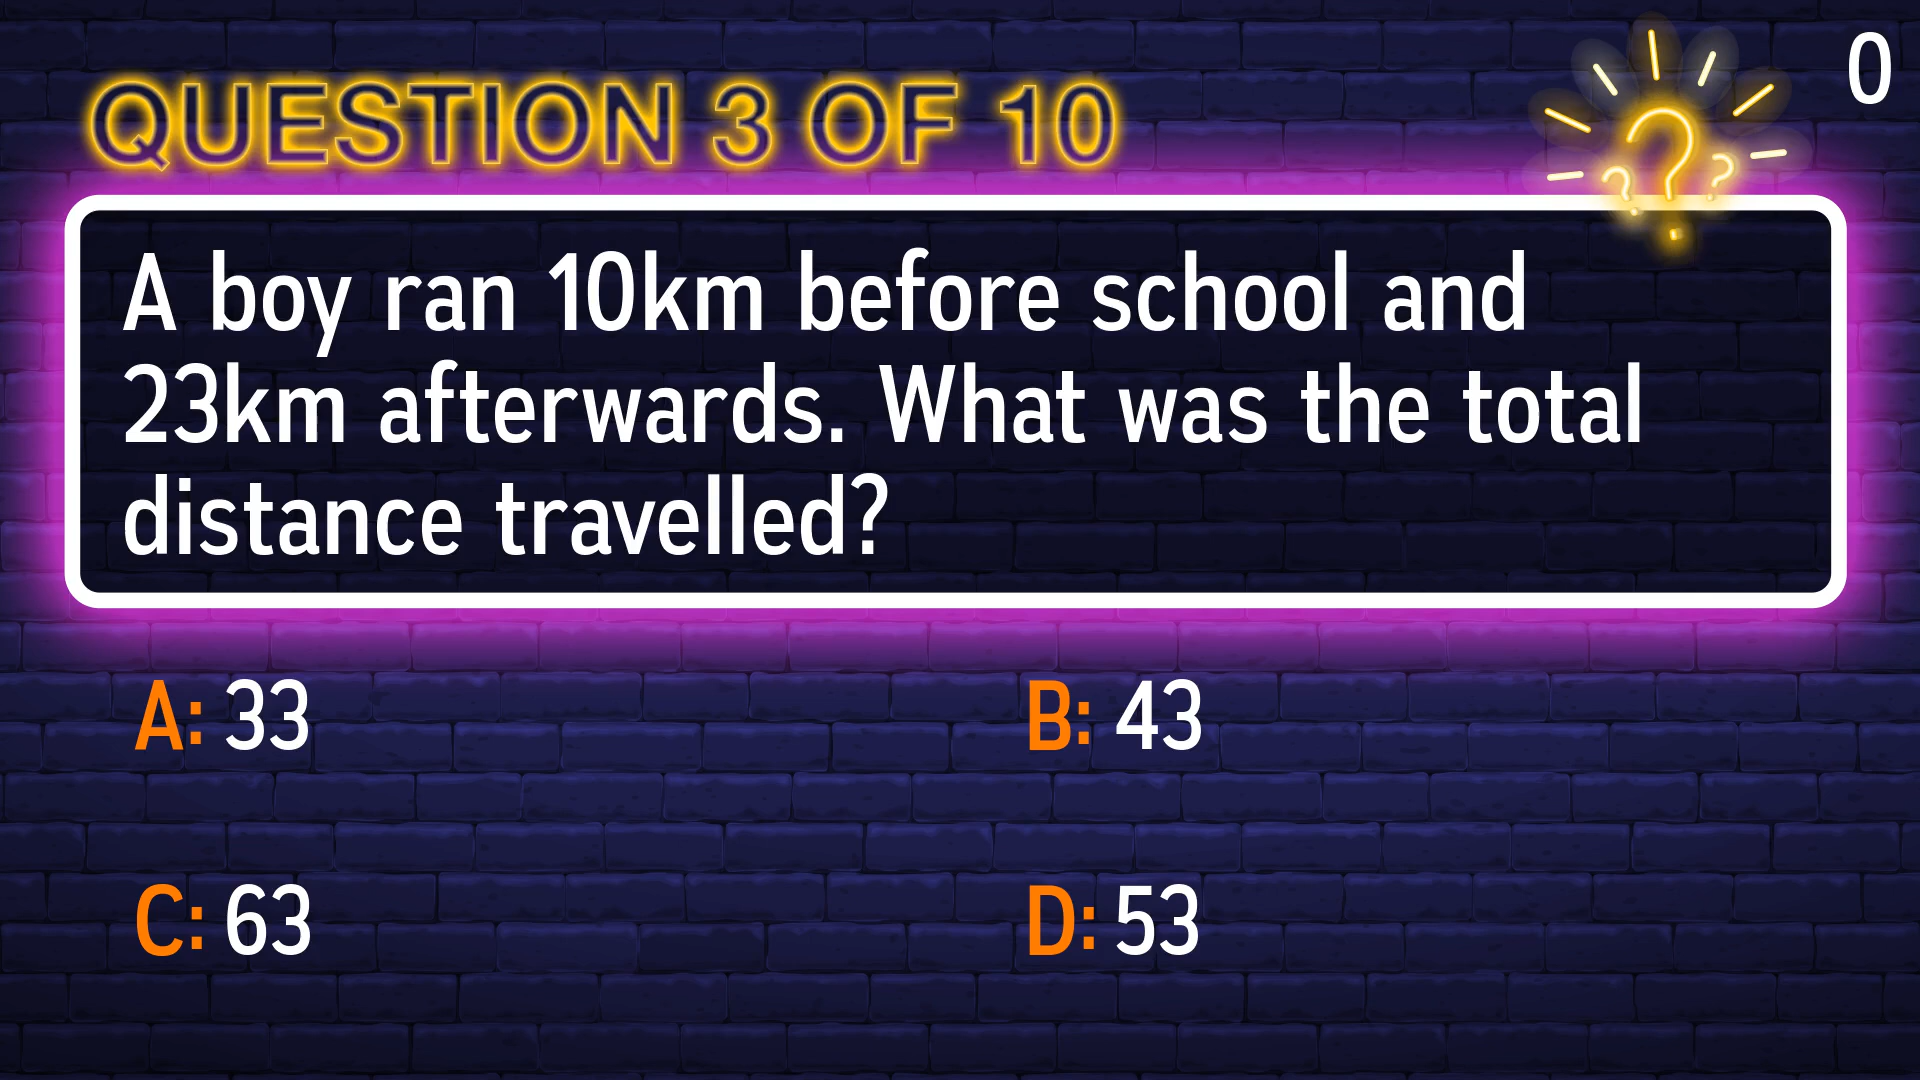 0
QUESTION 3 OF 10
A boy ran 10km before school and
23km afterwards. What was the total
distance travelled?
A: 33
B: 43
C: 63
D: 53